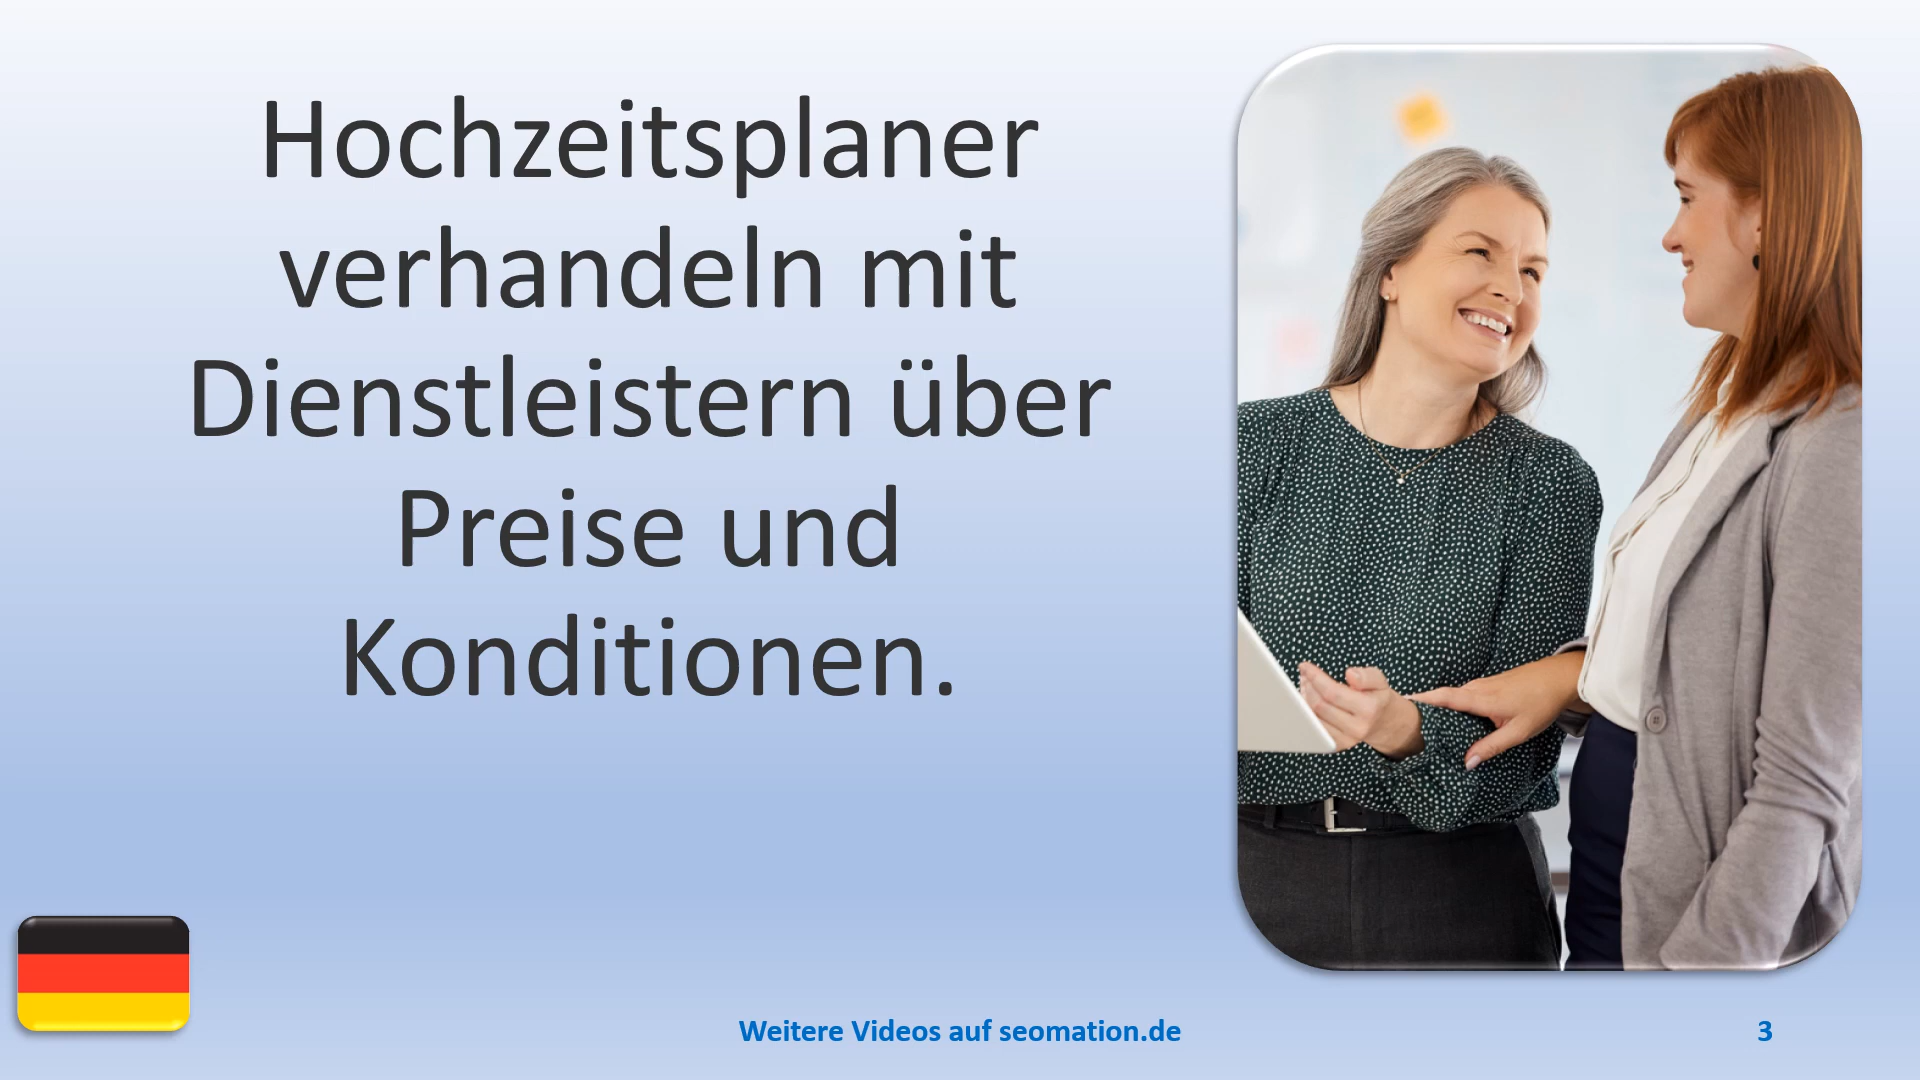 Hochzeitsplaner
verhandeln mit
Dienstleistern über
Preise und
Konditionen.
Weitere Videos auf seomation.de
3